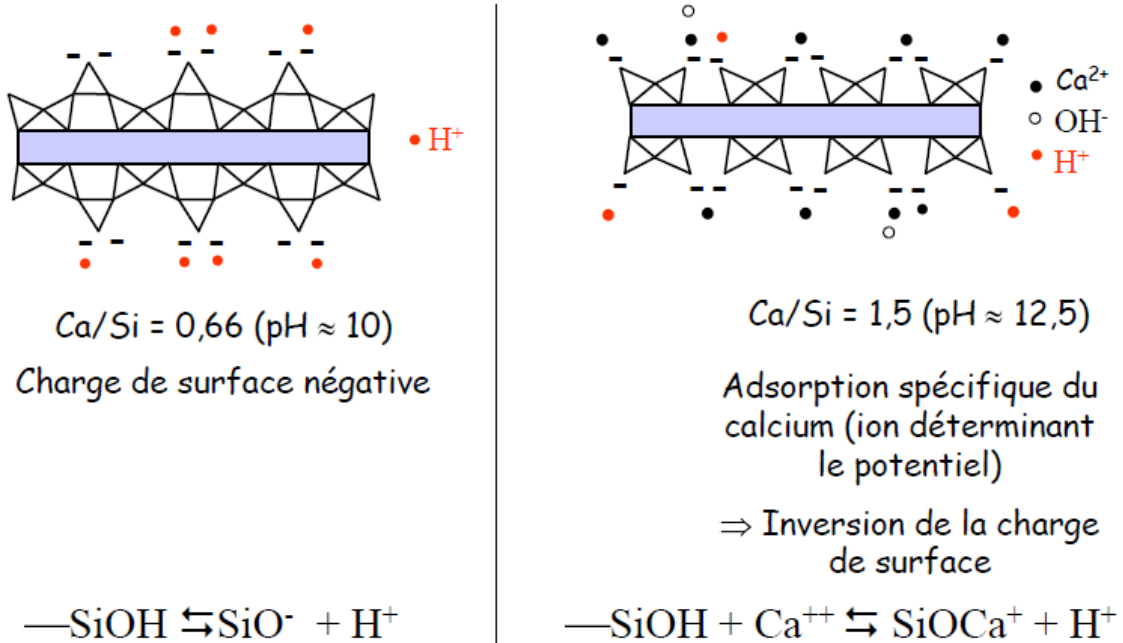 H⁺
Ca/Si = 0,66 (pH ≈ 10)
Charge de surface négative
—SiOH ⇆ SiO⁻ + H⁺
Ca²⁺
OH⁻
H⁺
Ca/Si = 1,5 (pH ≈ 12,5)
Adsorption spécifique du
calcium (ion déterminant
le potentiel)
⇒ Inversion de la charge
de surface
—SiOH + Ca⁺⁺ ⇆ SiOCa⁺ + H⁺